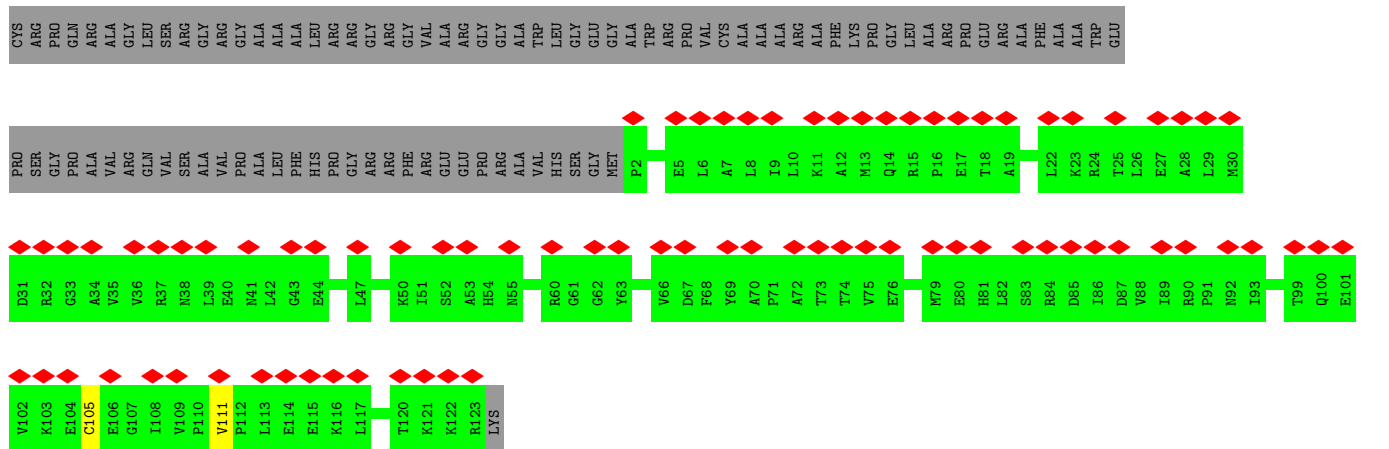 CYS ARG PRO GLN ARG ALA GLY LEU SER ARG GLY ARG GLY ALA ALA ALA LEU ARG ARG GLY ARG GLY VAL ALA ARG GLY GLY ALA TRP LEU GLY GLU GLY ALA TRP ARG PRO VAL CYS ALA ALA ALA ARG ALA PHE LYS PRO GLY LEU ALA ARG PRO GLU ARG ALA PHE ALA ALA TRP GLU
PRO SER GLY PRO ALA VAL ARG GLN VAL SER ALA VAL PRO ALA LEU PHE HIS PRO GLY ARG ARG PHE ARG GLU GLU PRO ARG ALA VAL HIS SER GLY MET P2 E5 L6 A7 L8 I9 L10 K11 A12 M13 Q14 R15 P16 E17 T18 A19 L22 K23 R24 T25 L26 E27 A28 L29 M30
D31 R32 G33 A34 V35 V36 R37 N38 L39 E40 N41 L42 G43 E44 L47 K50 I51 S52 A53 H54 N55 R60 G61 G62 Y63 V66 D67 F68 Y69 A70 P71 A72 T73 T74 V75 E76 M79 E80 H81 L82 S83 R84 D85 I86 D87 V88 I89 R90 P91 N92 I93 T99 Q100 E101
V102 K103 E104 C105 E106 G107 I108 V109 P110 V111 P112 L113 E114 E115 K116 L117 T120 K121 K122 R123 LYS